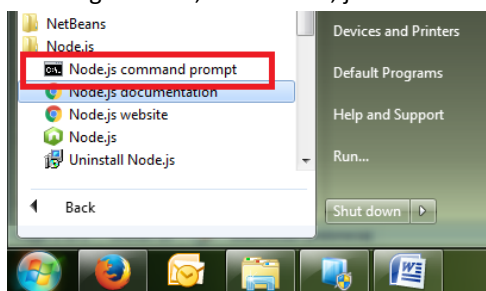 NetBeans
Node.js
Node.js command prompt
Node.js documentation
Node.js website
Node.js
Uninstall Node.js
Back
Devices and Printers
Default Programs
Help and Support
Run...
Shut down